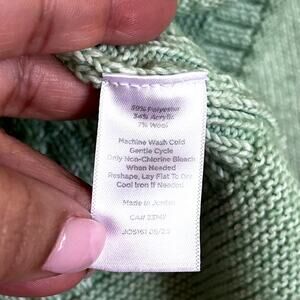 59% Polyester
34% Acrylic
7% Wool
Machine Wash Cold
Gentle Cycle
Only Non-Chlorine Bleach
When Needed
Reshape, Lay Flat To Dry
Cool Iron If Needed
Made in Jordan
CA#